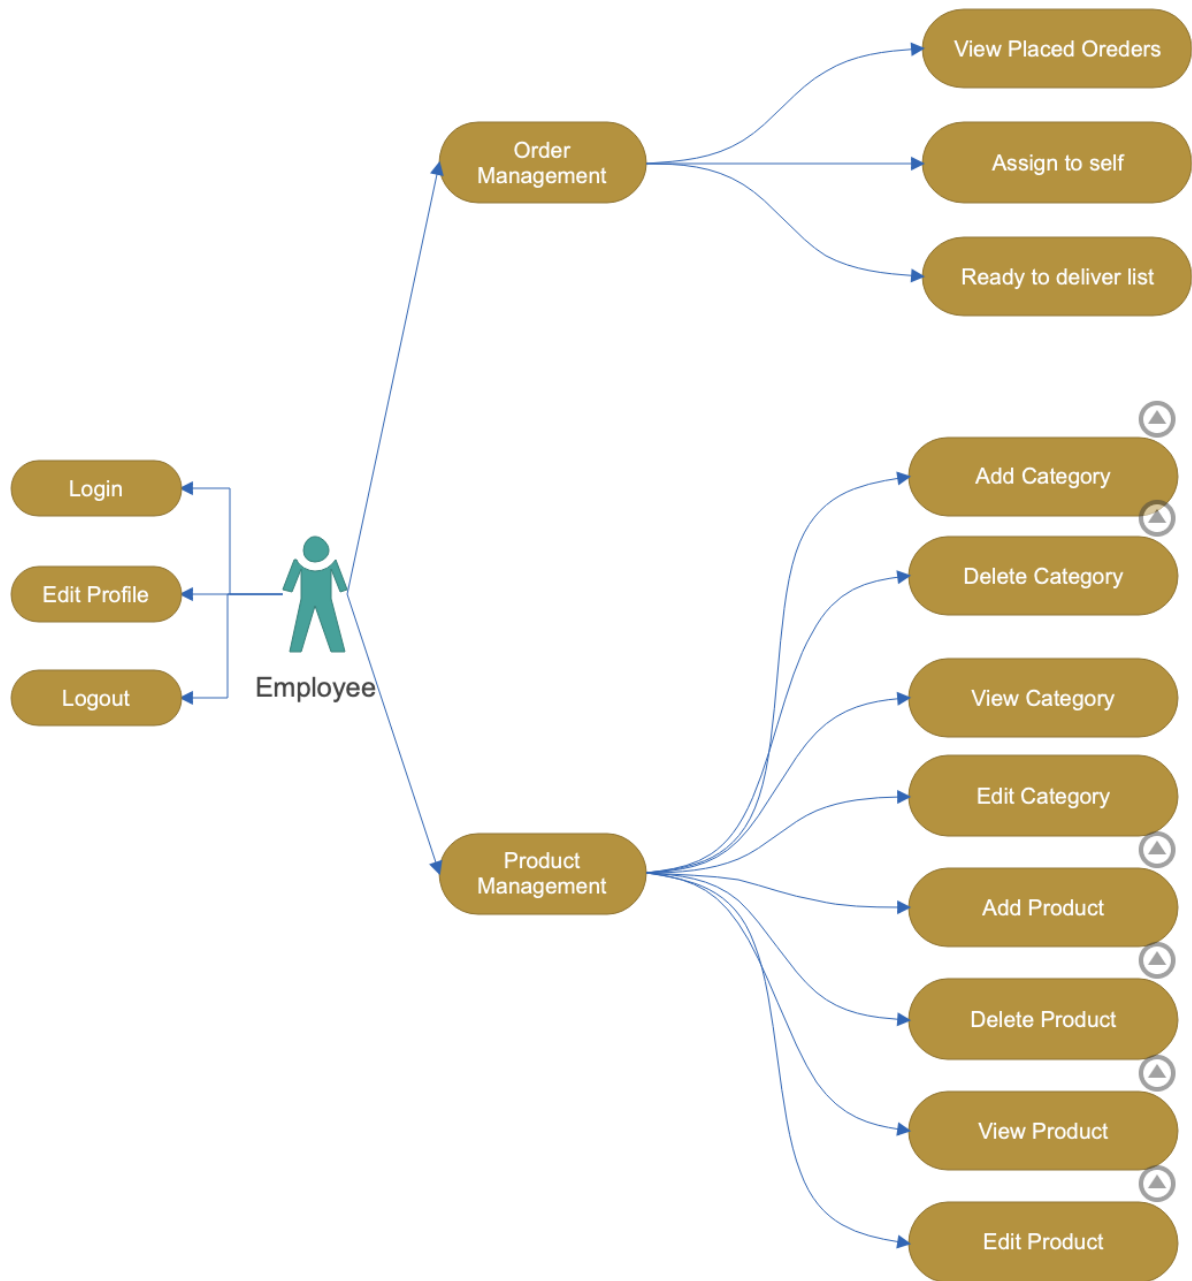 View Placed Oreders
Order
Management
Assign to self
Ready to deliver list
Login
Edit Profile
Logout
Employee
Add Category
Delete Category
View Category
Edit Category
Product
Management
Add Product
Delete Product
View Product
Edit Product